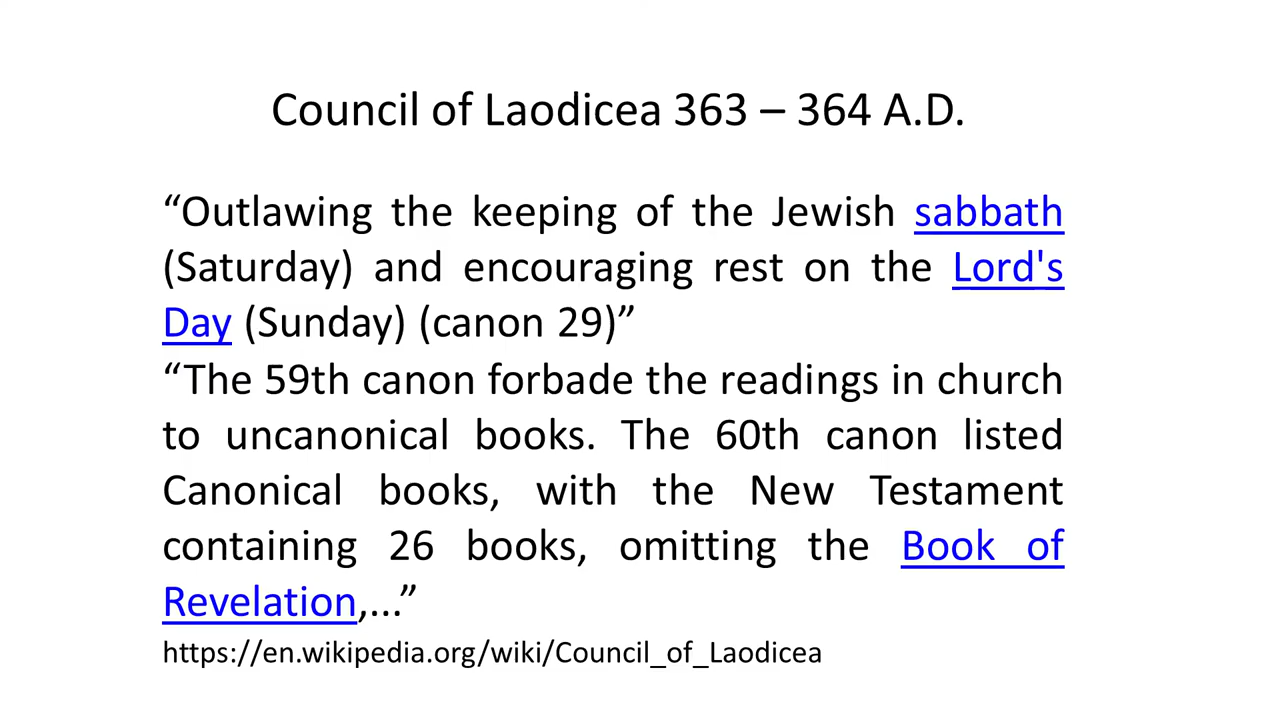 Council of Laodicea 363 – 364 A.D.
“Outlawing the keeping of the Jewish sabbath
(Saturday) and encouraging rest on the Lord's
Day (Sunday) (canon 29)”
“The 59th canon forbade the readings in church
to uncanonical books. The 60th canon listed
Canonical books, with the New Testament
containing 26 books, omitting the Book of
Revelation,...”
https://en.wikipedia.org/wiki/Council_of_Laodicea